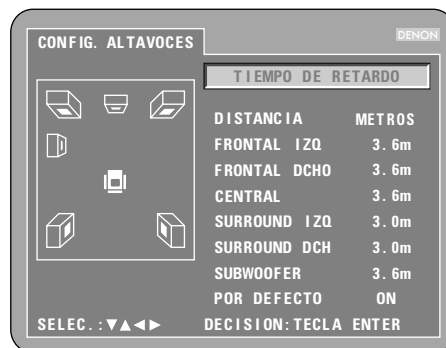 CONFIG. ALTAVOCES
DENON
TIEMPO DE RETARDO
DISTANCIA METROS
FRONTAL IZQ 3.6m
FRONTAL DCHO 3.6m
CENTRAL 3.6m
SURROUND IZQ 3.0m
SURROUND DCH 3.0m
SUBWOOFER 3.6m
POR DEFECTO ON
SELEC.:▼▲◄► DECISION:TECLA ENTER